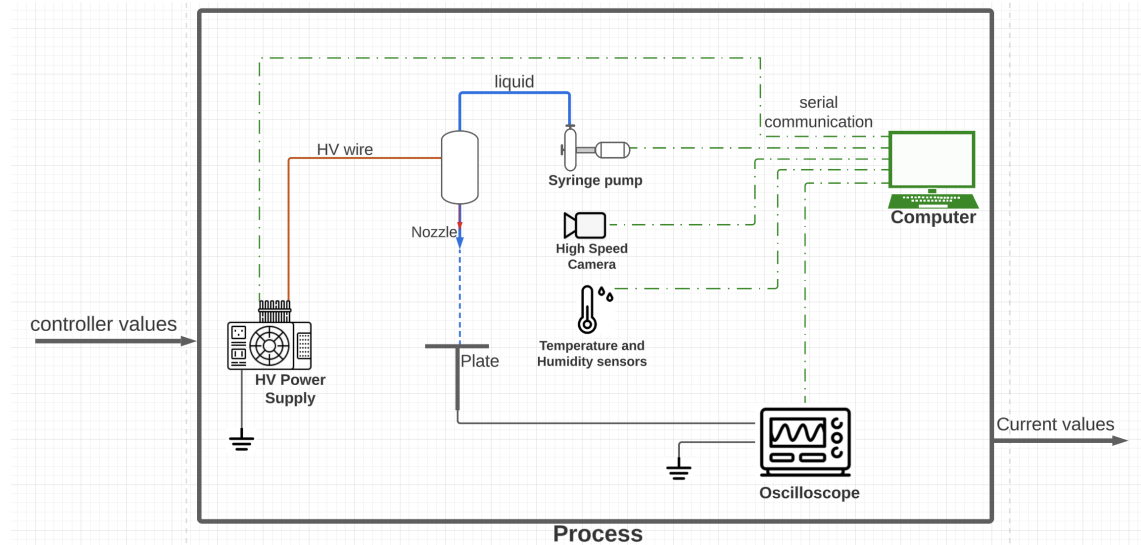 liquid
serial
communication
HV wire
Syringe pump
Computer
Nozzle
High Speed
Camera
controller values
Temperature and
Humidity sensors
Plate
HV Power
Supply
Current values
Oscilloscope
Process